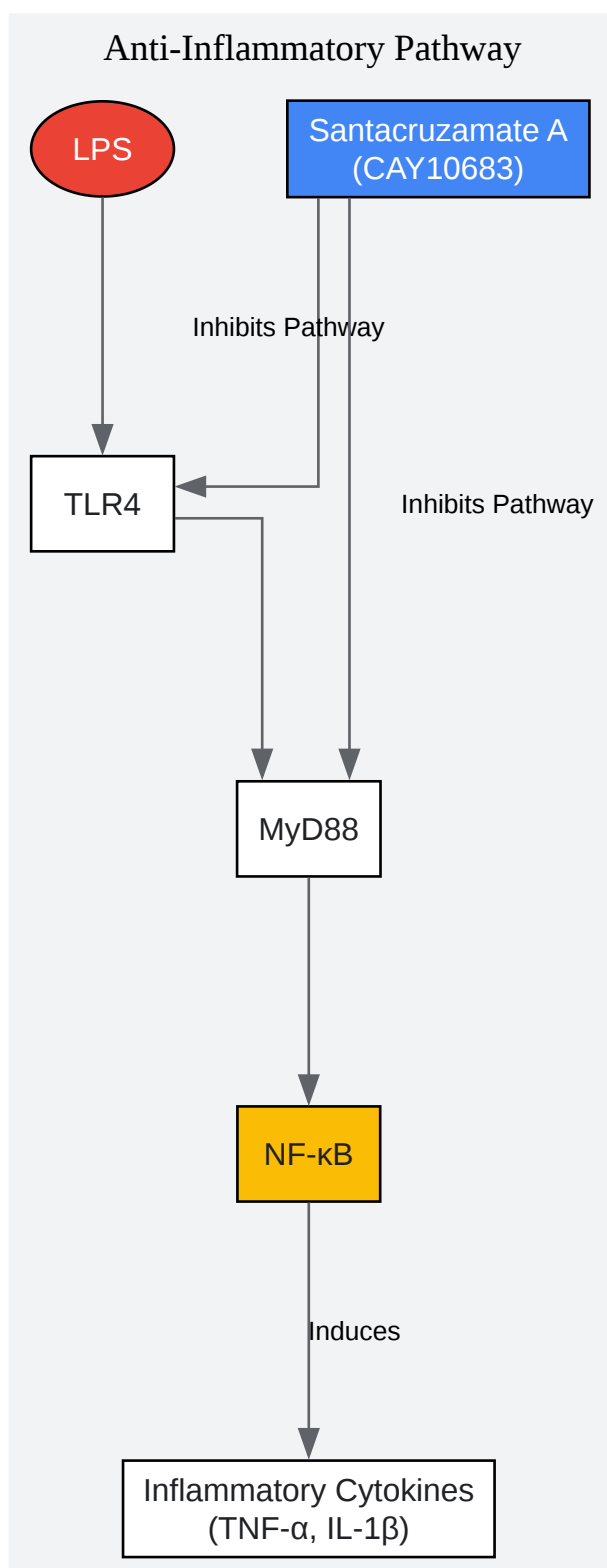 Anti-Inflammatory Pathway
LPS
Santacruzamate A
(CAY10683)
Inhibits Pathway
TLR4
Inhibits Pathway
MyD88
NF-κB
Induces
Inflammatory Cytokines
(TNF-α, IL-1β)